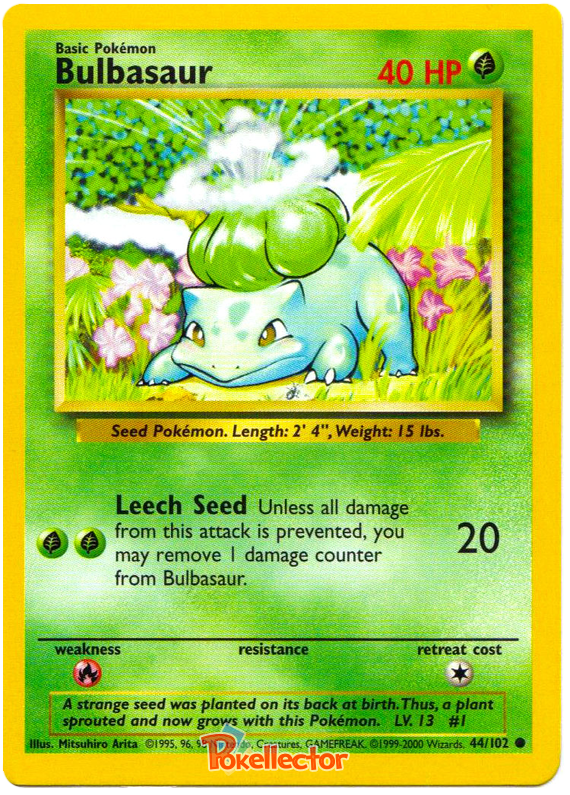 Basic Pokémon
Bulbasaur
40 HP
Seed Pokémon. Length: 2' 4", Weight: 15 lbs.
Leech Seed Unless all damage
from this attack is prevented, you
may remove 1 damage counter
from Bulbasaur.
20
weakness resistance retreat cost
A strange seed was planted on its back at birth. Thus, a plant
sprouted and now grows with this Pokémon. LV. 13 #1
Illus. Mitsuhiro Arita ©1995, 96, Creatures, GAMEFREAK. ©1999-2000 Wizards. 44/102
Pokellector